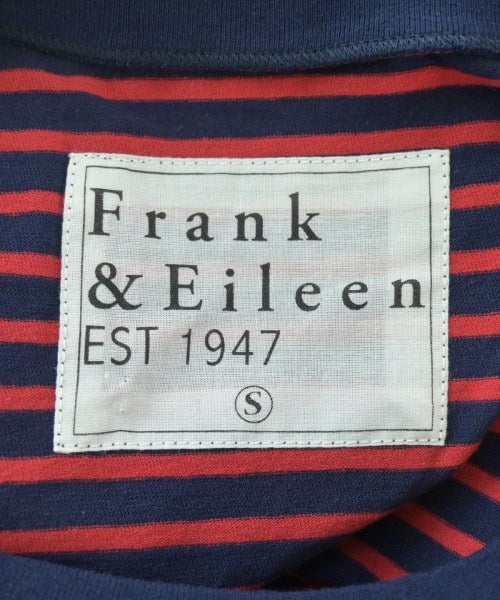 Frank
& Eileen
EST 1947
S